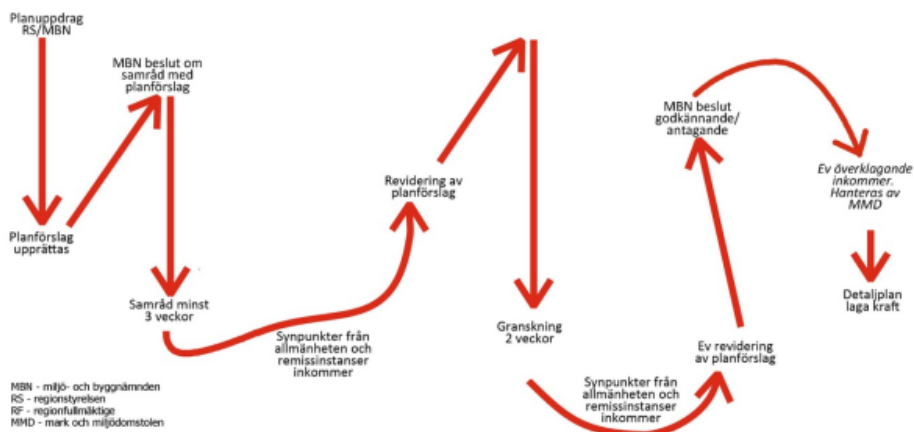 Planuppdrag
RS/MBN
Planförslag
upprättas
MBN beslut om
samråd med
planförslag
Samråd minst
3 veckor
Synpunkter från
allmänheten och
remissinstanser
inkommer
Revidering av
planförslag
Granskning
2 veckor
Synpunkter från
allmänheten och
remissinstanser
inkommer
Ev revidering
av planförslag
MBN beslut
godkännande/
antagande
Ev överklagande
inkommer.
Hanteras av
MMD
Detaljplan
laga kraft
MBN - miljö- och byggnämnden
RS - regionstyrelsen
RF - regionfullmäktige
MMD - mark och miljödomstolen